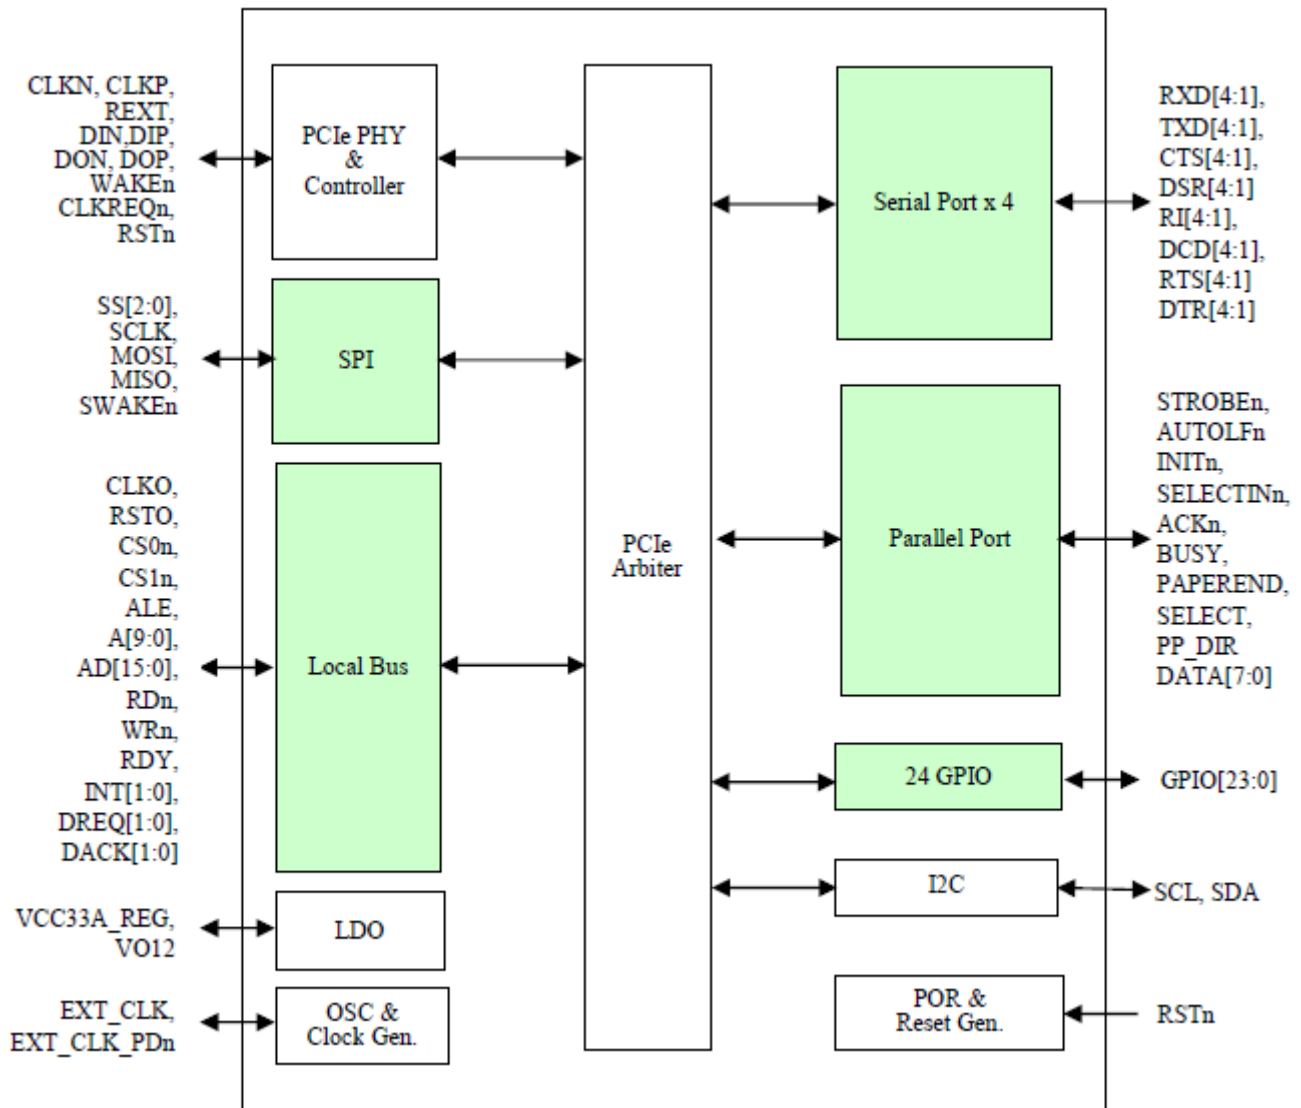 CLKN, CLKP,
REXT,
DIN,DIP,
DON, DOP,
WAKEn
CLKREQn,
RSTn
PCIe PHY
&
Controller
SS[2:0],
SCLK,
MOSI,
MISO,
SWAKEn
SPI
CLKO,
RSTO,
CS0n,
CS1n,
ALE,
A[9:0],
AD[15:0],
RDn,
WRn,
RDY,
INT[1:0],
DREQ[1:0],
DACK[1:0]
Local Bus
VCC33A_REG,
VO12
LDO
EXT_CLK,
EXT_CLK_PDn
OSC &
Clock Gen.
PCIe
Arbiter
Serial Port x 4
RXD[4:1],
TXD[4:1],
CTS[4:1],
DSR[4:1]
RI[4:1],
DCD[4:1],
RTS[4:1]
DTR[4:1]
Parallel Port
STROBEn,
AUTOLFn
INITn,
SELECTINn,
ACKn,
BUSY,
PAPEREND,
SELECT,
PP_DIR
DATA[7:0]
24 GPIO
GPIO[23:0]
I2C
SCL, SDA
POR &
Reset Gen.
RSTn